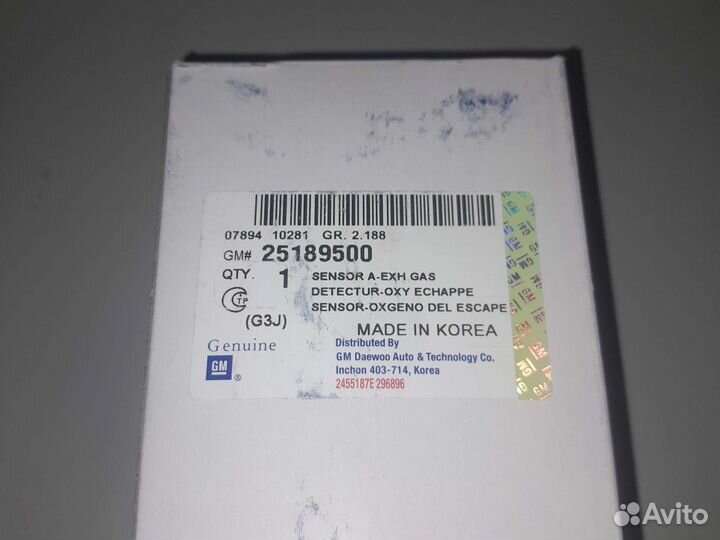 07894 10281 GR. 2.188
GM# 25189500
QTY. 1 SENSOR A-EXH GAS
DETECTUR-OXY ECHAPPE
SENSOR-OXGENO DEL ESCAPE
(G3J)
MADE IN KOREA
Genuine
GM
®
Distributed By
GM Daewoo Auto & Technology Co.
Inchon 403-714, Korea
2455187E 296896
Avito